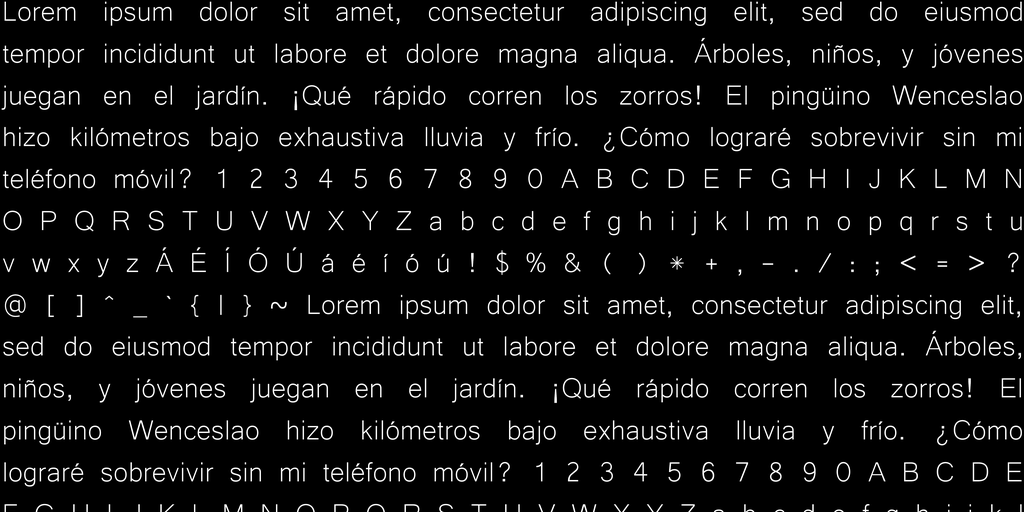 Lorem ipsum dolor sit amet, consectetur adipiscing elit, sed do eiusmod
tempor incididunt ut labore et dolore magna aliqua. Árboles, niños, y jóvenes
juegan en el jardín. ¡Qué rápido corren los zorros! El pingüino Wenceslao
hizo kilómetros bajo exhaustiva lluvia y frío. ¿Cómo lograré sobrevivir sin mi
teléfono móvil? 1 2 3 4 5 6 7 8 9 0 A B C D E F G H I J K L M N
O P Q R S T U V W X Y Z a b c d e f g h i j k l m n o p q r s t u
v w x y z Á É Í Ó Ú á é í ó ú ! $ % & ( ) * + , - . / : ; < = > ?
@ [ ] ^ _ ` { | } ~ Lorem ipsum dolor sit amet, consectetur adipiscing elit,
sed do eiusmod tempor incididunt ut labore et dolore magna aliqua. Árboles,
niños, y jóvenes juegan en el jardín. ¡Qué rápido corren los zorros! El
pingüino Wenceslao hizo kilómetros bajo exhaustiva lluvia y frío. ¿Cómo
lograré sobrevivir sin mi teléfono móvil? 1 2 3 4 5 6 7 8 9 0 A B C D E
F G H I J K L M N O P Q R S T U V W X Y Z a b c d e f g h i j k l